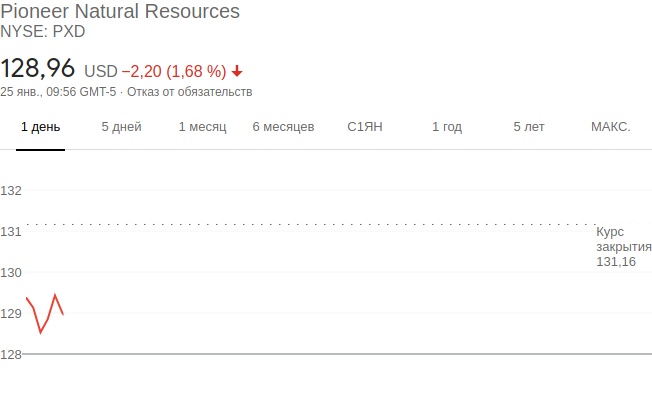 Pioneer Natural Resources
NYSE: PXD
128,96 USD −2,20 (1,68 %)
25 янв., 09:56 GMT-5 · Отказ от обязательств
1 день 5 дней 1 месяц 6 месяцев С1ЯН 1 год 5 лет МАКС.
132
131
Курс
закрытия
131,16
130
129
128